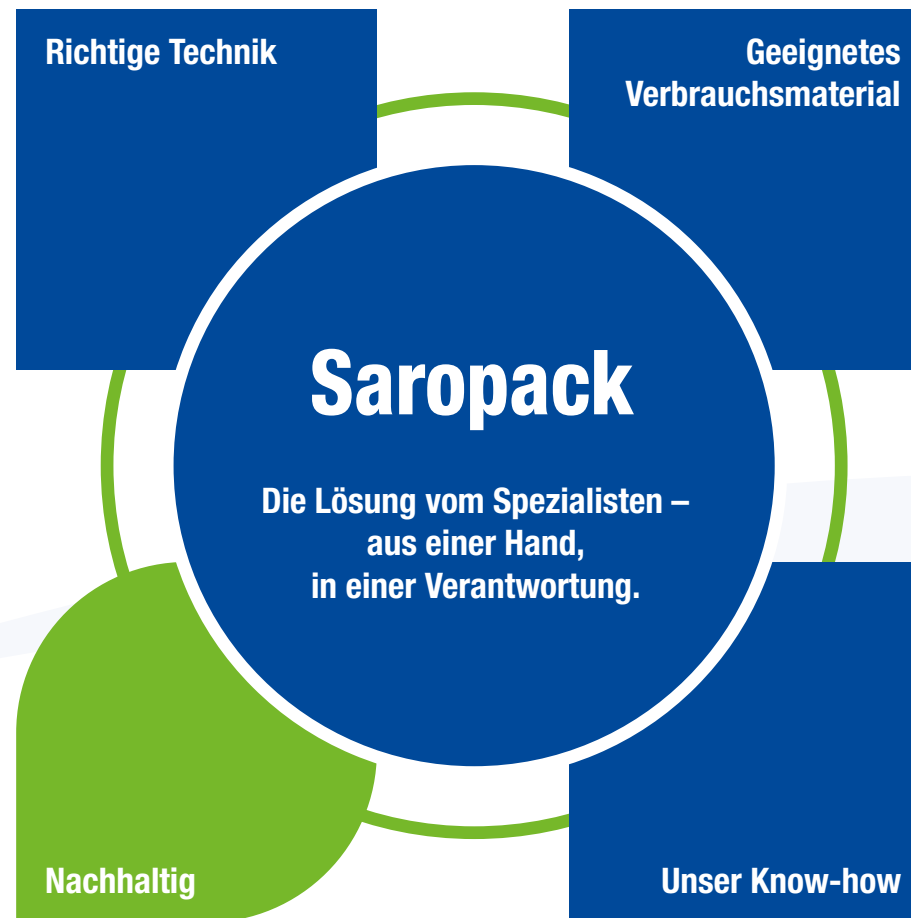 Richtige Technik
Geeignetes
Verbrauchsmaterial
Saropack
Die Lösung vom Spezialisten –
aus einer Hand,
in einer Verantwortung.
Nachhaltig
Unser Know-how